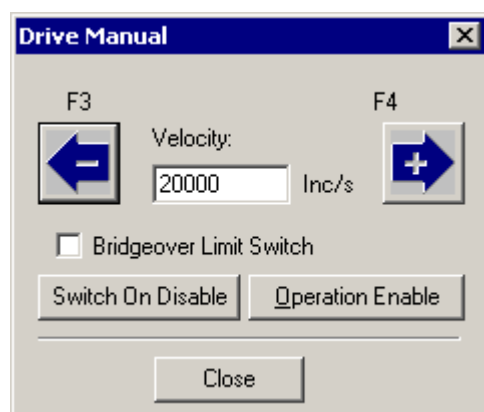 Drive Manual
F3 F4
Velocity:
20000 Inc/s
Bridgeover Limit Switch
Switch On Disable Operation Enable
Close